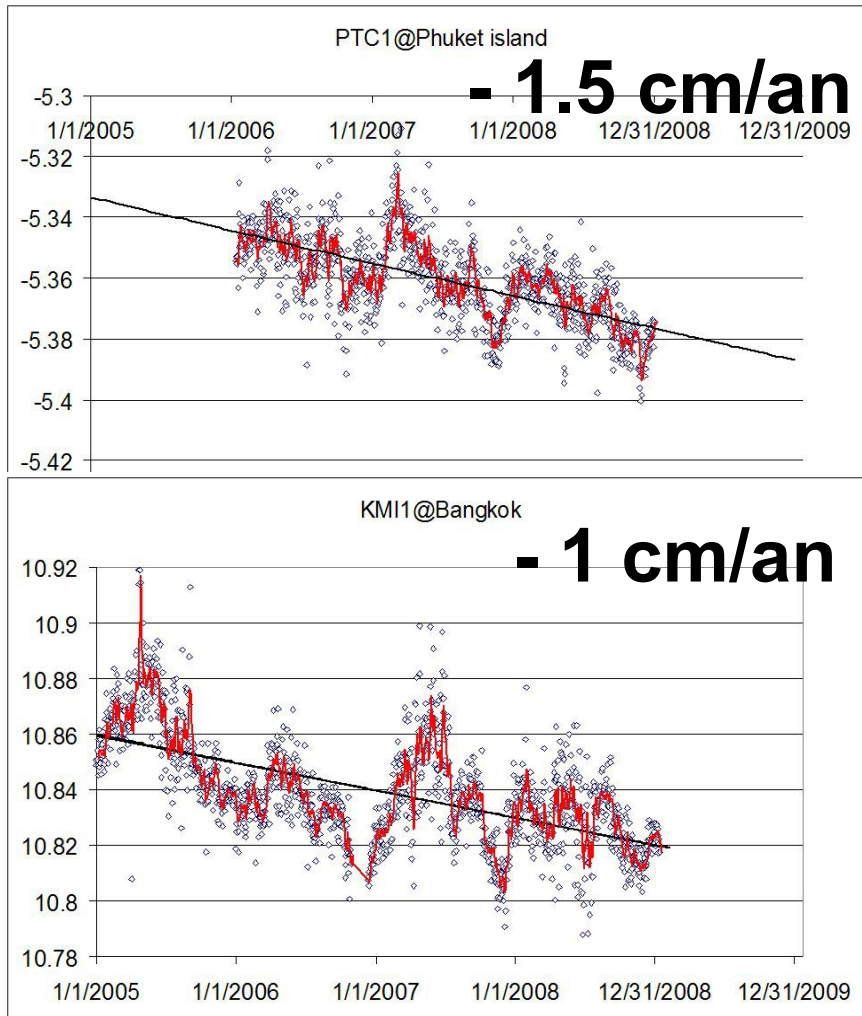 PTC1@Phuket island
- 1.5 cm/an
-5.3
1/1/2005 1/1/2006 1/1/2007 1/1/2008 12/31/2008 12/31/2009
-5.32
-5.34
-5.36
-5.38
-5.4
-5.42
KMI1@Bangkok
- 1 cm/an
10.92
10.9
10.88
10.86
10.84
10.82
10.8
10.78
1/1/2005 1/1/2006 1/1/2007 1/1/2008 12/31/2008 12/31/2009